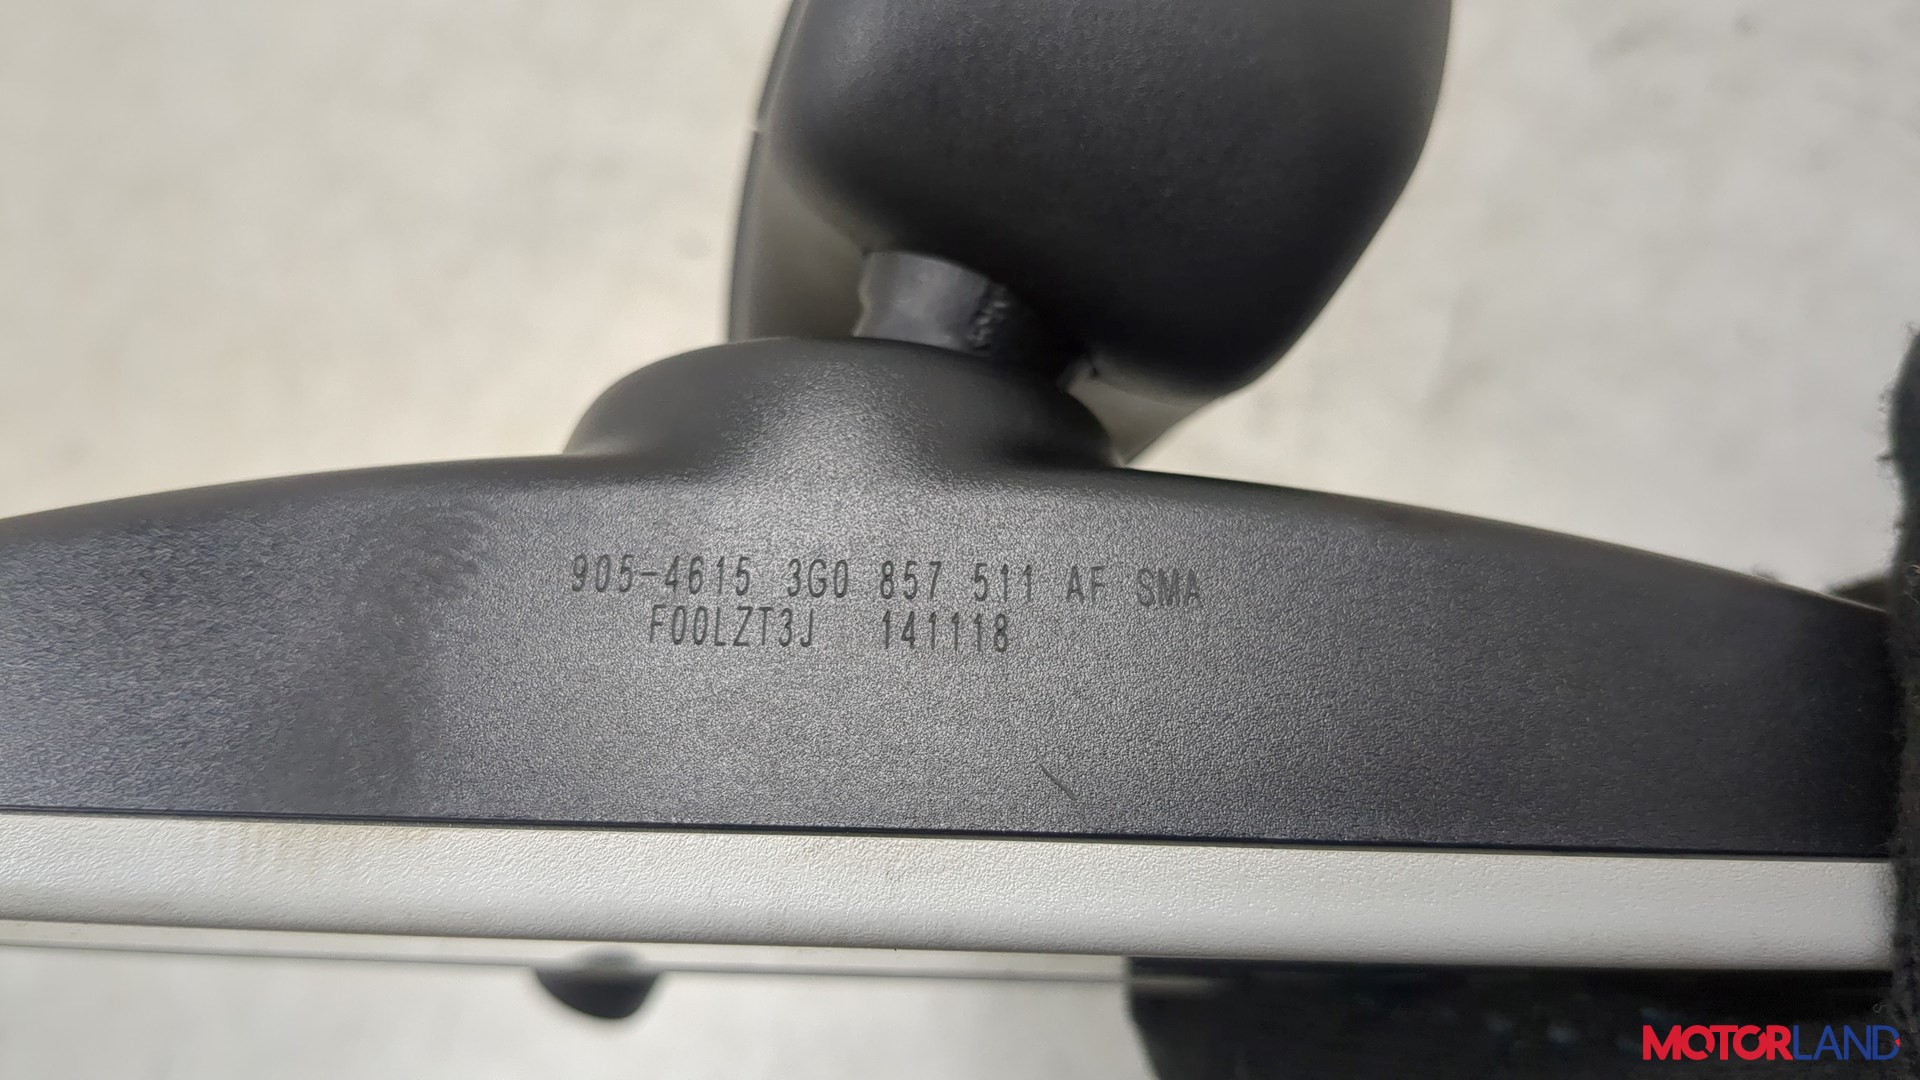 905-4615 3G0 857 511 AF SMA
F00LZT3J 141118
MOTORLAND